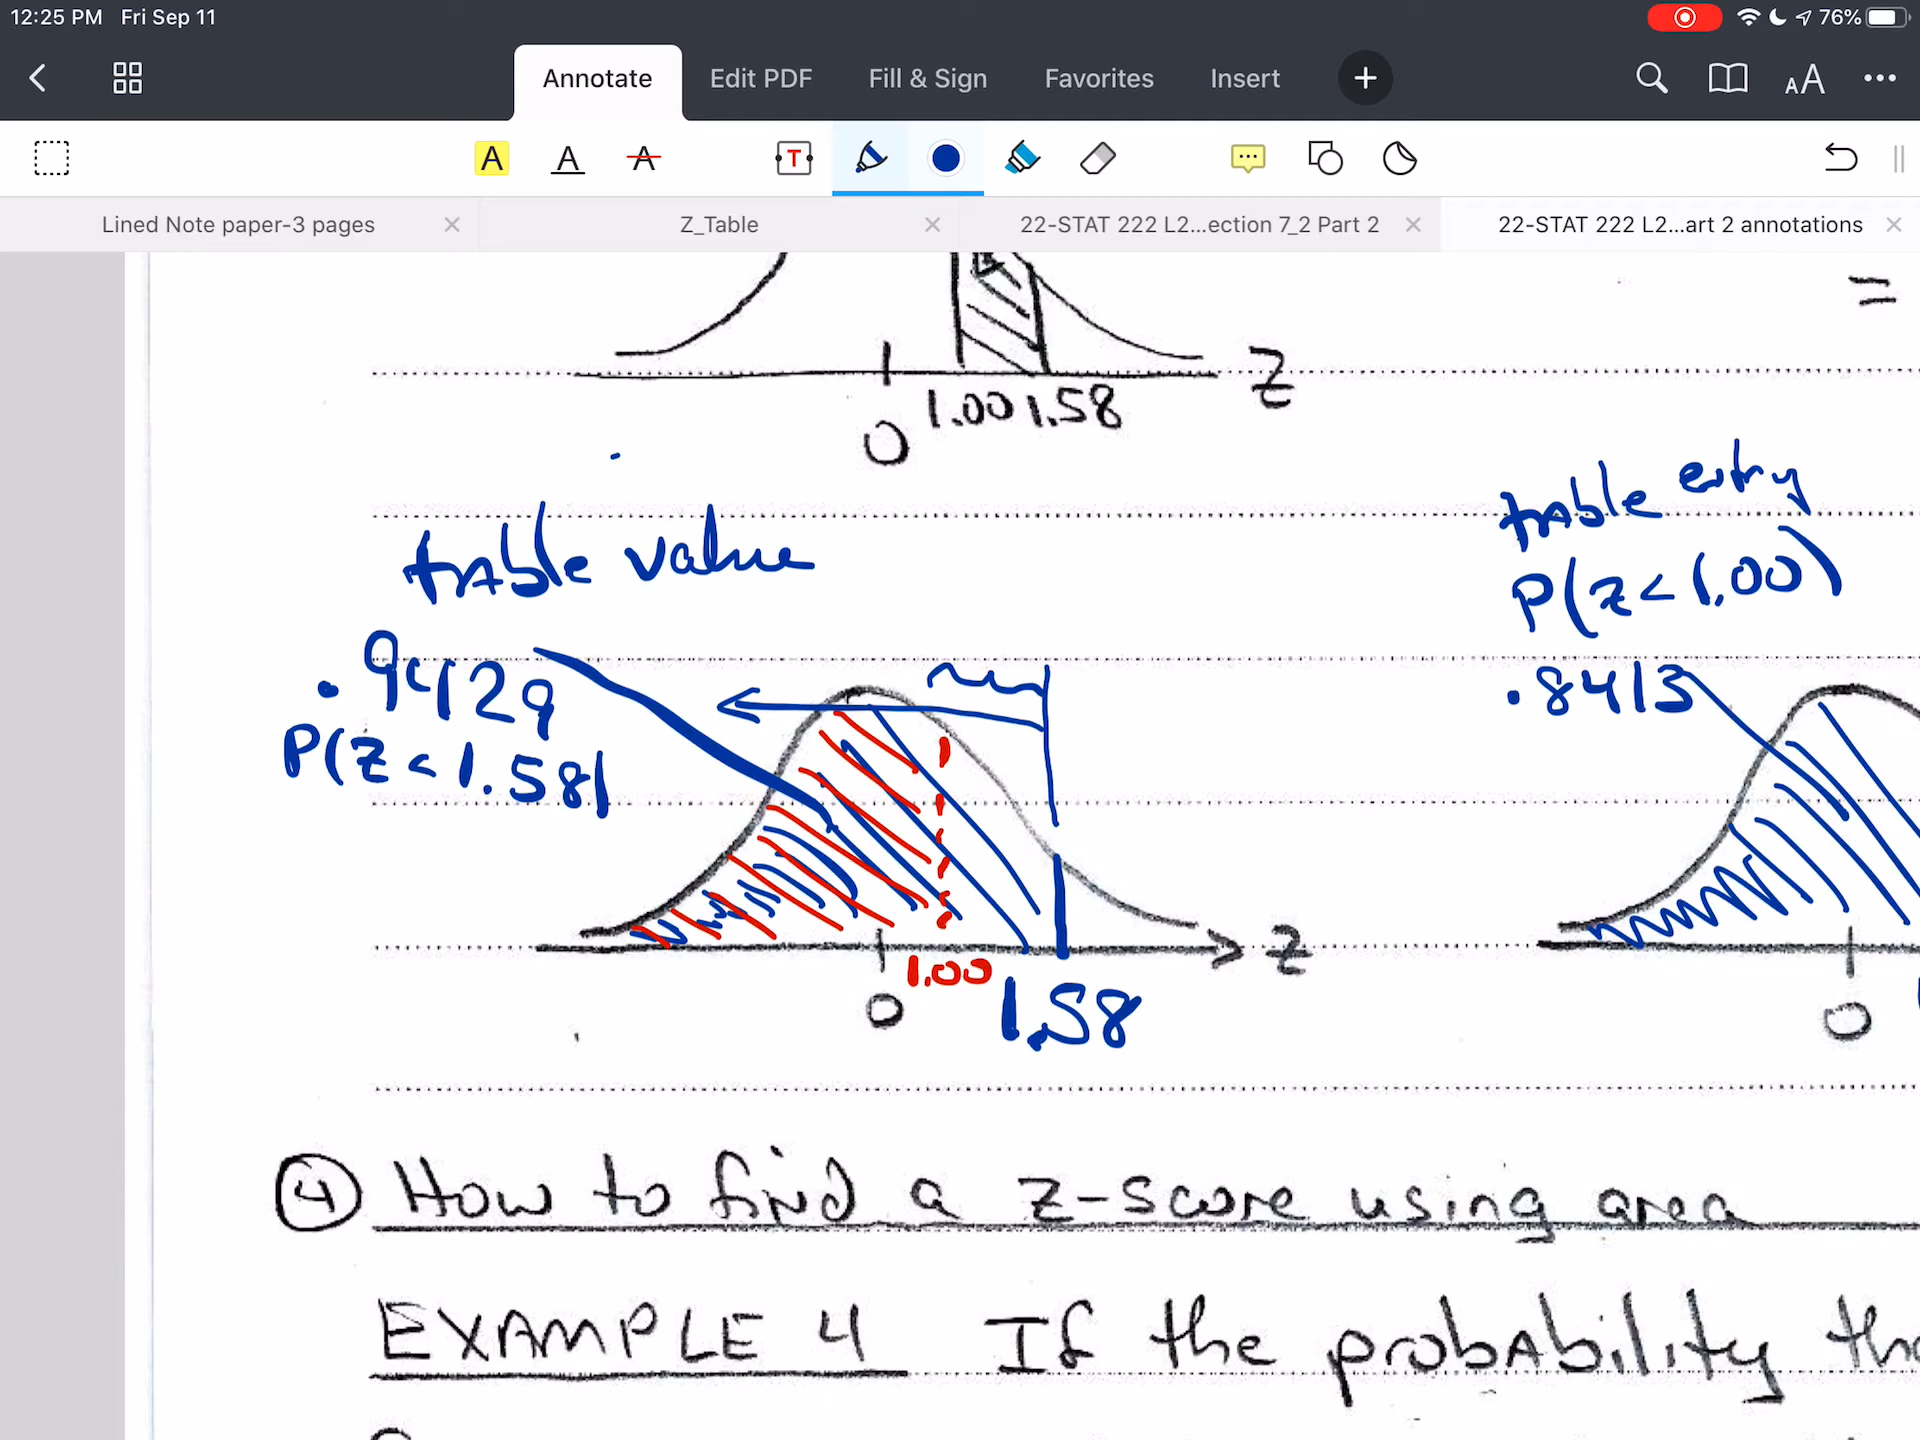 12:25 PM Fri Sep 11
76%
Annotate Edit PDF Fill & Sign Favorites Insert
AA
A A A T
Lined Note paper-3 pages
Z_Table
22-STAT 222 L2...ection 7_2 Part 2
22-STAT 222 L2...art 2 annotations
=
Z
1.00 1.58
0
table value
table entry
P(z < 1.00)
.9429
.8413
P(Z < 1.58)
Z
1.00
0
1.58
0
4 How to find a z-score using area
EXAMPLE 4 If the probability